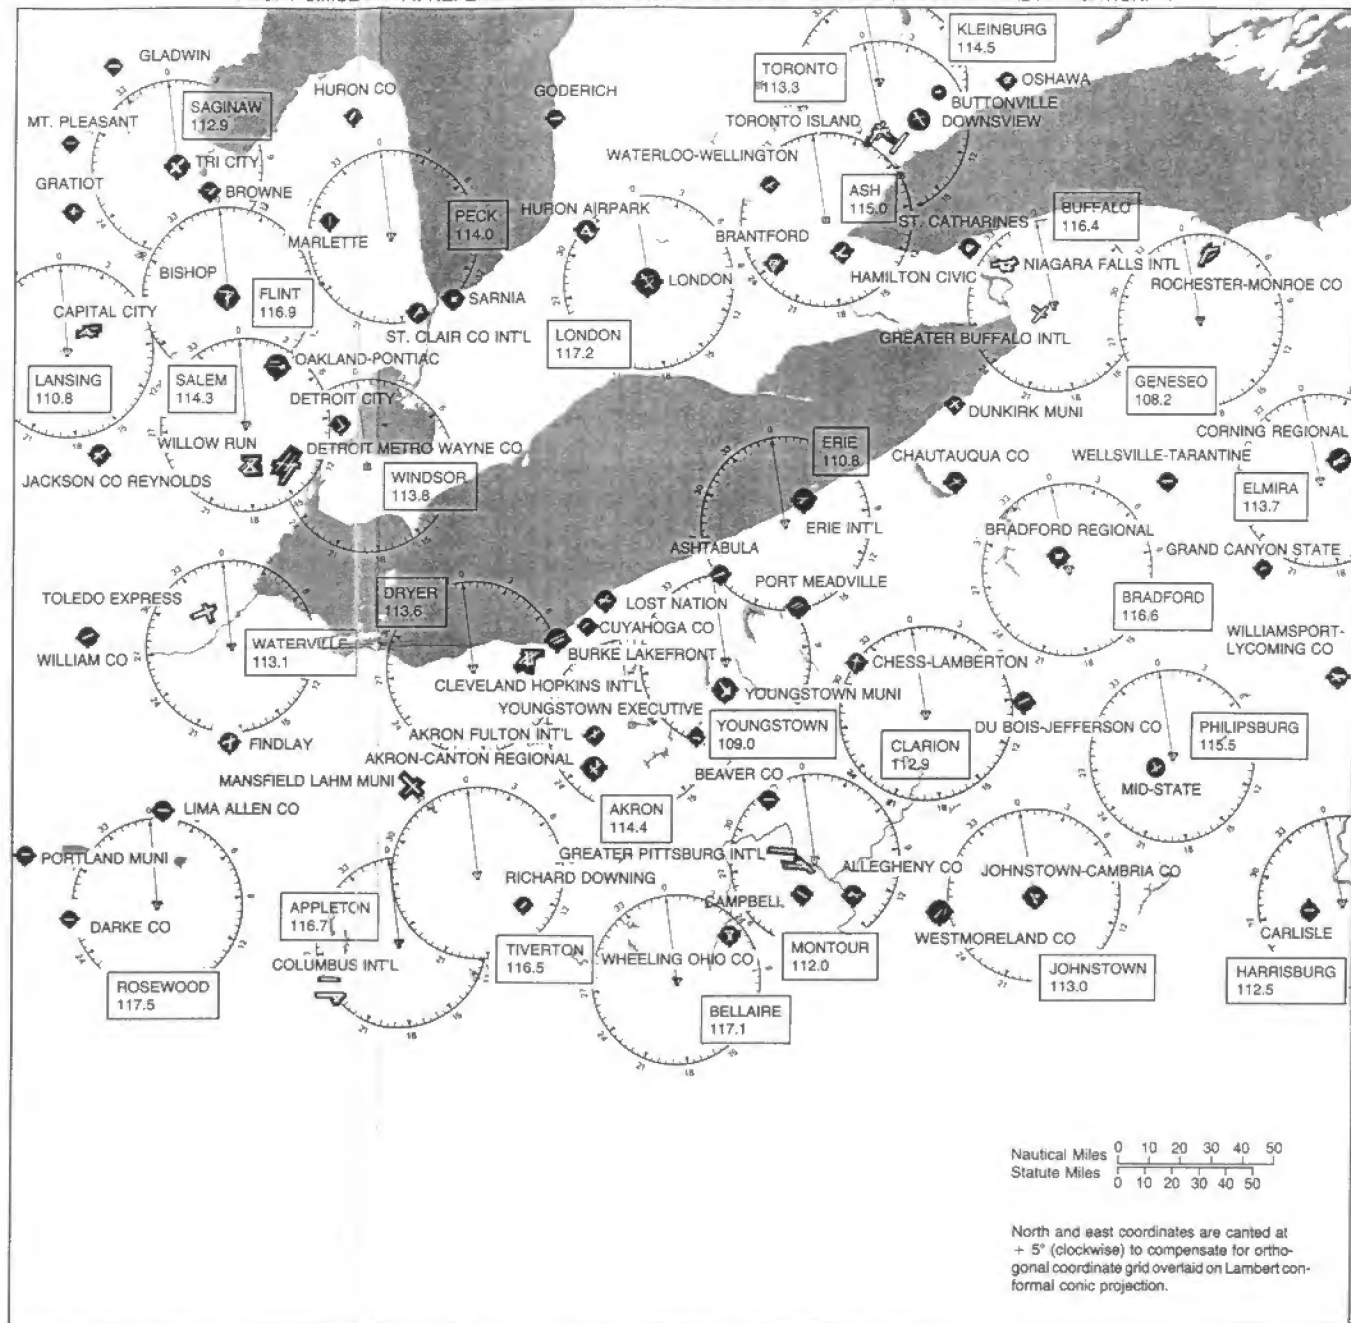 KLEINBURG
114.5
GLADWIN
TORONTO
113.3
OSHAWA
SAGINAW
112.9
HURON CO
GODERICH
BUTTONVILLE
DOWNSVIEW
MT. PLEASANT
TORONTO ISLAND
WATERLOO-WELLINGTON
TRI CITY
GRATIOT
BROWNE
ASH
115.0
PECK
114.0
HURON AIRPARK
ST. CATHARINES
BUFFALO
116.4
MARLETTE
BRANTFORD
BISHOP
HAMILTON CIVIC
NIAGARA FALLS INTL
ROCHESTER-MONROE CO
FLINT
116.9
LONDON
SARNIA
CAPITAL CITY
ST. CLAIR CO INT'L
LONDON
117.2
GREATER BUFFALO INTL
OAKLAND-PONTIAC
LANSING
110.8
SALEM
114.3
GENESEO
108.2
DETROIT CITY
DUNKIRK MUNI
WILLOW RUN
DETROIT METRO WAYNE CO
ERIE
110.8
CORNING REGIONAL
JACKSON CO REYNOLDS
WINDSOR
113.8
CHAUTAUQUA CO
WELLSVILLE-TARANTINE
ELMIRA
113.7
ERIE INT'L
BRADFORD REGIONAL
ASHTABULA
GRAND CANYON STATE
PORT MEADVILLE
DRYER
113.6
BRADFORD
116.6
TOLEDO EXPRESS
LOST NATION
CUYAHOGA CO
WILLIAMSPORT-
LYCOMING CO
WATERVILLE
113.1
WILLIAM CO
BURKE LAKEFRONT
CHESS-LAMBERTON
CLEVELAND HOPKINS INT'L
YOUNGSTOWN MUNI
YOUNGSTOWN EXECUTIVE
DU BOIS-JEFFERSON CO
PHILIPSBURG
115.5
YOUNGSTOWN
109.0
AKRON FULTON INT'L
FINDLAY
CLARION
112.9
AKRON-CANTON REGIONAL
BEAVER CO
MANSFIELD LAHM MUNI
MID-STATE
LIMA ALLEN CO
AKRON
114.4
GREATER PITTSBURG INT'L
PORTLAND MUNI
ALLEGHENY CO
JOHNSTOWN-CAMBRIA CO
RICHARD DOWNING
APPLETON
116.7
CAMPBELL
DARKE CO
CARLISLE
WESTMORELAND CO
TIVERTON
116.5
MONTOUR
112.0
WHEELING OHIO CO
COLUMBUS INT'L
JOHNSTOWN
113.0
HARRISBURG
112.5
ROSEWOOD
117.5
BELLAIRE
117.1
Nautical Miles 0 10 20 30 40 50
Statute Miles 0 10 20 30 40 50
North and east coordinates are canted at
+ 5° (clockwise) to compensate for ortho-
gonal coordinate grid overlaid on Lambert con-
formal conic projection.